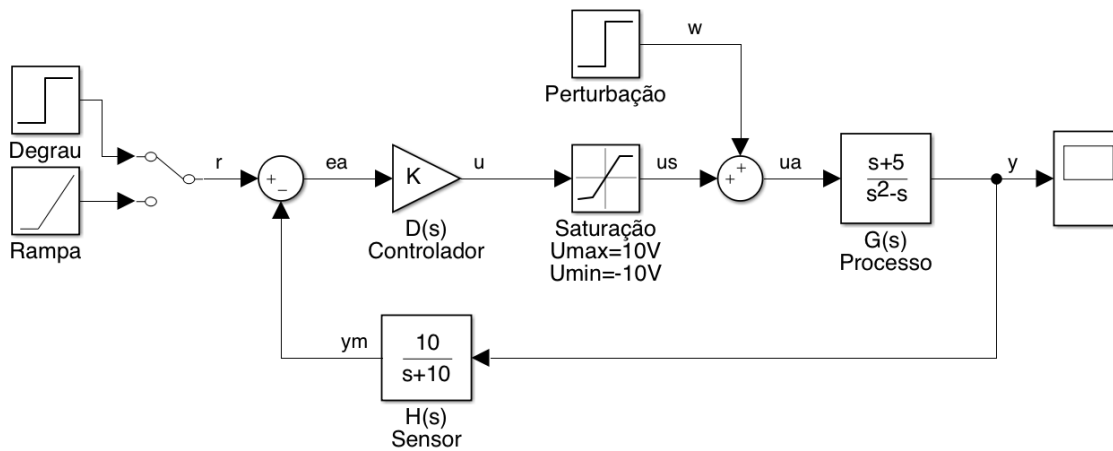 w
Perturbação
Degrau
Rampa
r
+
−
ea
K
D(s)
Controlador
u
Saturação
Umax=10V
Umin=-10V
us
+
+
ua
s+5
s²-s
G(s)
Processo
y
ym
10
s+10
H(s)
Sensor